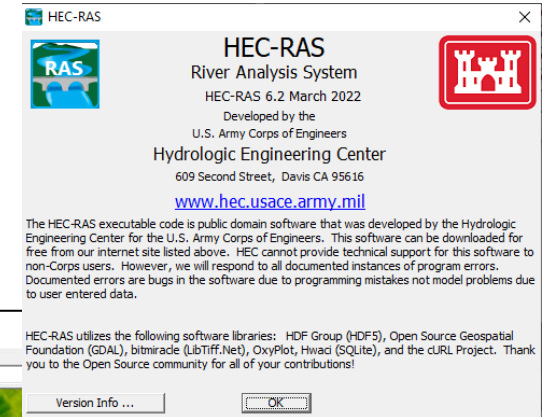 HEC-RAS
RAS
HEC-RAS
River Analysis System
HEC-RAS 6.2 March 2022
Developed by the
U.S. Army Corps of Engineers
Hydrologic Engineering Center
609 Second Street, Davis CA 95616
www.hec.usace.army.mil
The HEC-RAS executable code is public domain software that was developed by the Hydrologic
Engineering Center for the U.S. Army Corps of Engineers. This software can be downloaded for
free from our internet site listed above. HEC cannot provide technical support for this software to
non-Corps users. However, we will respond to all documented instances of program errors.
Documented errors are bugs in the software due to programming mistakes not model problems due
to user entered data.
HEC-RAS utilizes the following software libraries: HDF Group (HDF5), Open Source Geospatial
Foundation (GDAL), bitmiracle (LibTiff.Net), OxyPlot, Hwaci (SQLite), and the cURL Project. Thank
you to the Open Source community for all of your contributions!
Version Info ...
OK